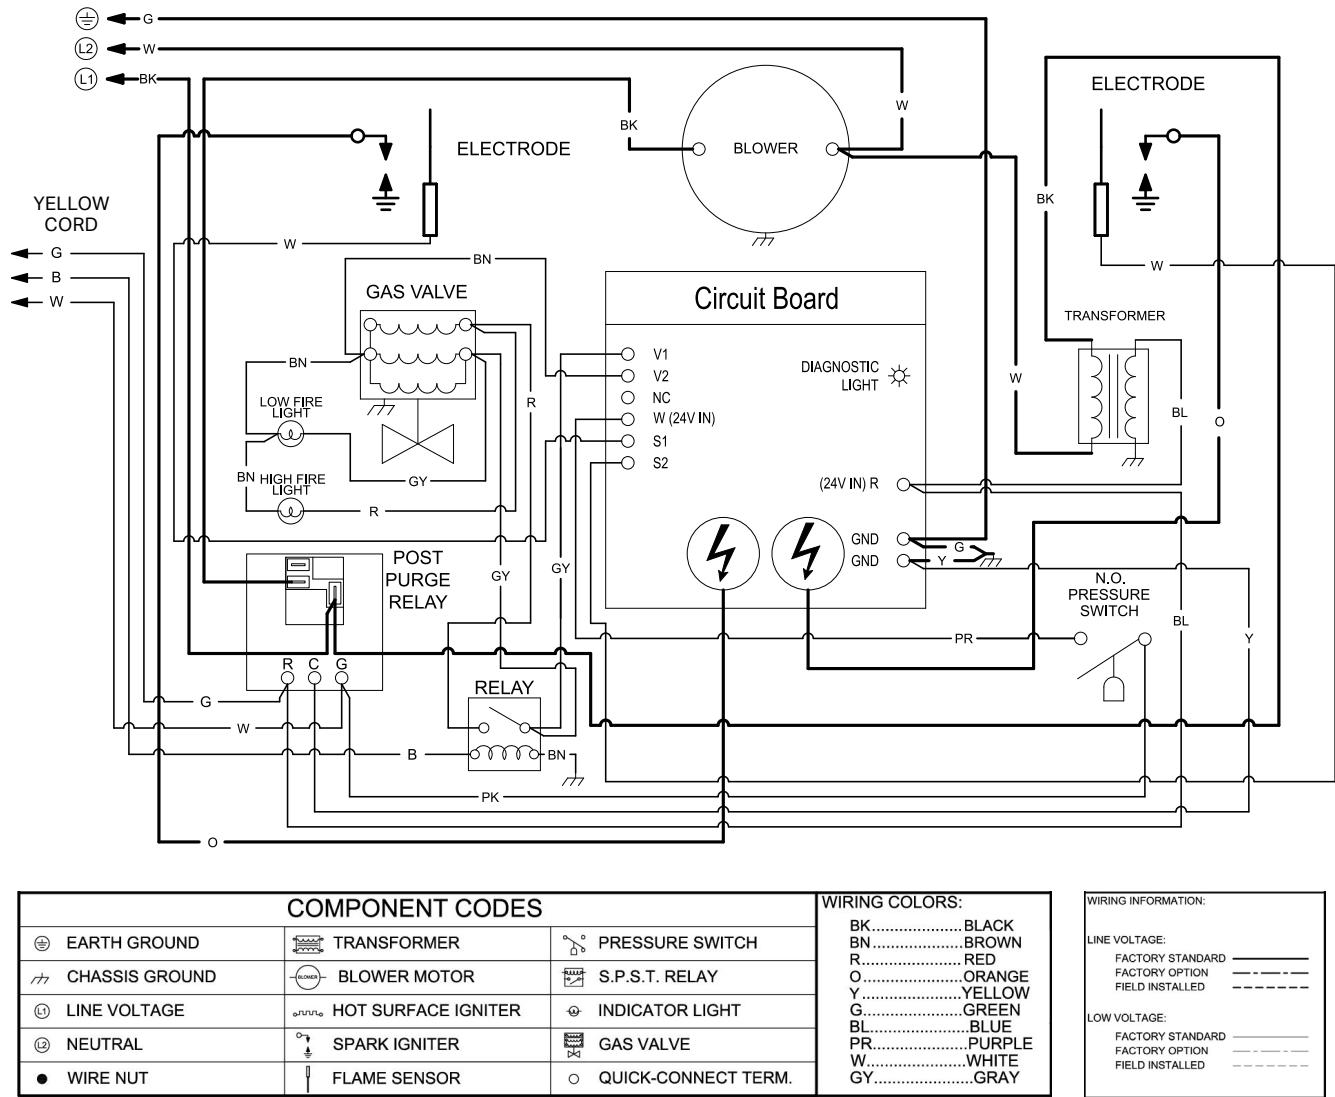 G
L2
W
L1
BK
ELECTRODE
W
BK
BLOWER
ELECTRODE
YELLOW
CORD
G
B
W
W
BN
BK
W
GAS VALVE
Circuit Board
TRANSFORMER
BN
V1
V2
NC
W (24V IN)
S1
S2
DIAGNOSTIC
LIGHT
W
R
BL
O
LOW FIRE
LIGHT
GY
BN
HIGH FIRE
LIGHT
R
(24V IN) R
GND
G
GND
Y
POST
PURGE
RELAY
GY
GY
N.O.
PRESSURE
SWITCH
BL
Y
PR
R C G
RELAY
G
W
B
BN
PK
O
COMPONENT CODES
EARTH GROUND
TRANSFORMER
PRESSURE SWITCH
CHASSIS GROUND
BLOWER
BLOWER MOTOR
S.P.S.T. RELAY
L1
LINE VOLTAGE
HOT SURFACE IGNITER
INDICATOR LIGHT
L2
NEUTRAL
SPARK IGNITER
GAS VALVE
WIRE NUT
FLAME SENSOR
QUICK-CONNECT TERM.
WIRING COLORS:
BK.....................BLACK
BN.....................BROWN
R........................RED
O........................ORANGE
Y.......................YELLOW
G.......................GREEN
BL.......................BLUE
PR.....................PURPLE
W......................WHITE
GY.......................GRAY
WIRING INFORMATION:
LINE VOLTAGE:
FACTORY STANDARD
FACTORY OPTION
FIELD INSTALLED
LOW VOLTAGE:
FACTORY STANDARD
FACTORY OPTION
FIELD INSTALLED